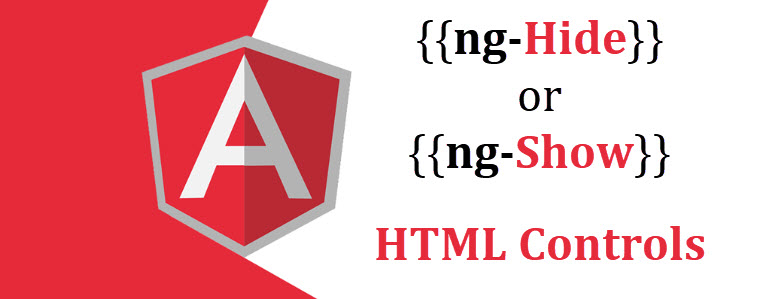 {{ng-Hide}}
or
{{ng-Show}}
HTML Controls